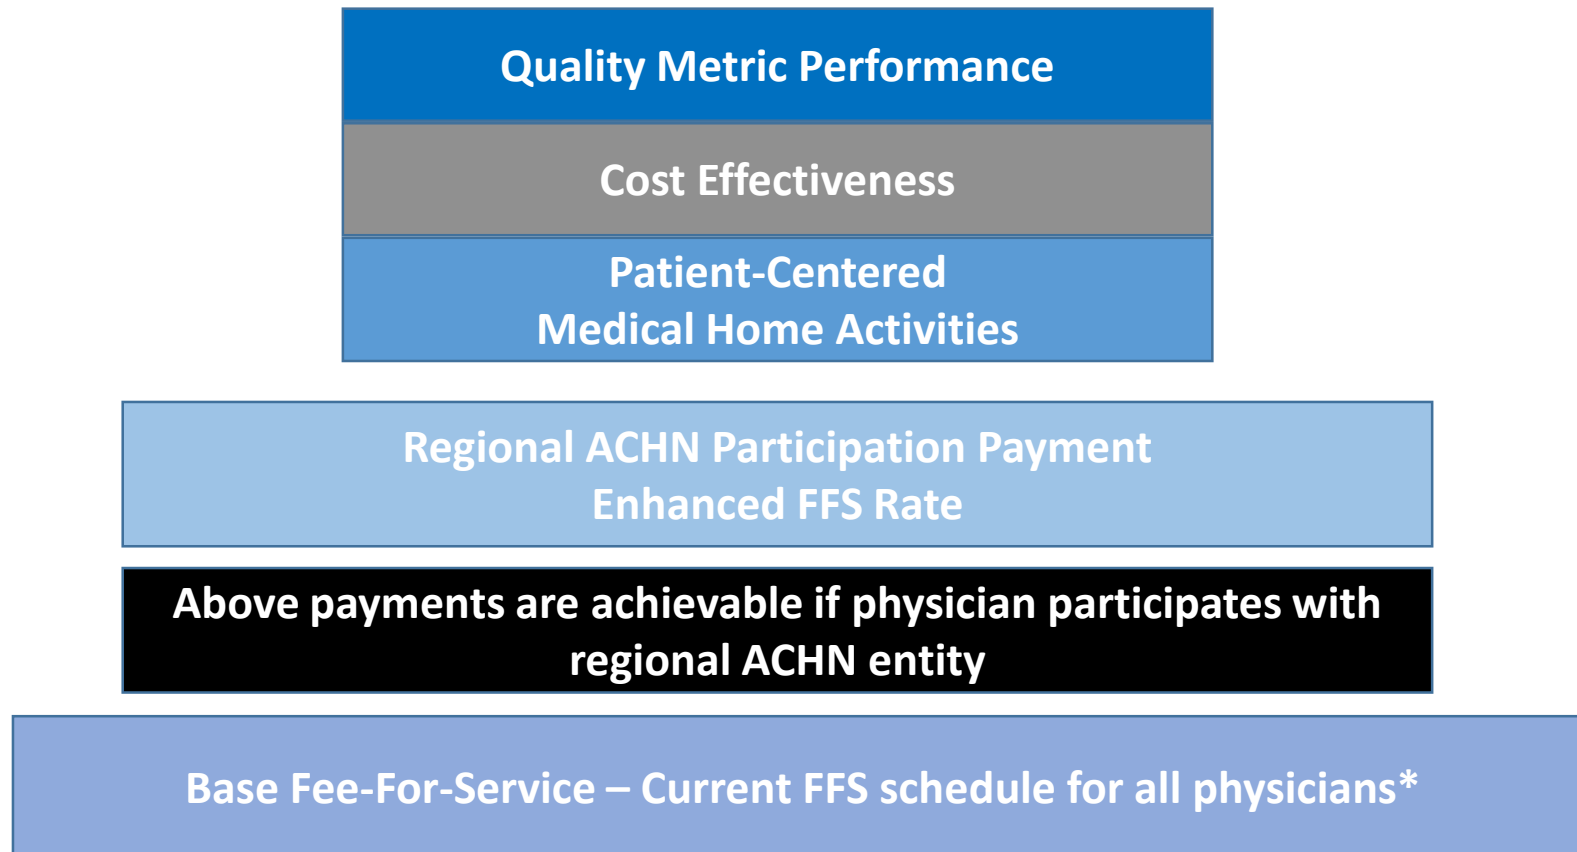 Quality Metric Performance
Cost Effectiveness
Patient-Centered
Medical Home Activities
Regional ACHN Participation Payment
Enhanced FFS Rate
Above payments are achievable if physician participates with
regional ACHN entity
Base Fee-For-Service – Current FFS schedule for all physicians*